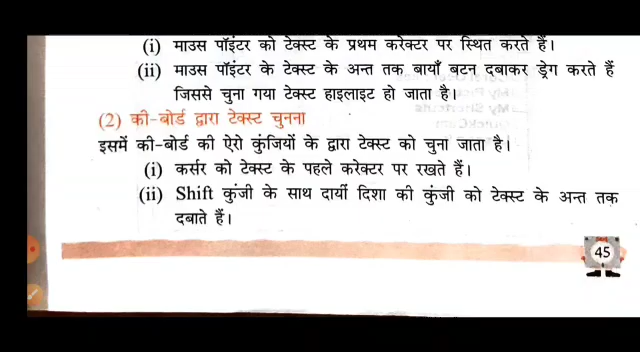 (i) माउस पॉइंटर को टेक्स्ट के प्रथम करेक्टर पर स्थित करते हैं।
(ii) माउस पॉइंटर के टेक्स्ट के अन्त तक बायाँ बटन दबाकर ड्रेग करते हैं
जिससे चुना गया टेक्स्ट हाइलाइट हो जाता है।
(2) की-बोर्ड द्वारा टेक्स्ट चुनना
इसमें की-बोर्ड की ऐरो कुंजियों के द्वारा टेक्स्ट को चुना जाता है।
(i) कर्सर को टेक्स्ट के पहले करेक्टर पर रखते हैं।
(ii) Shift कुंजी के साथ दायीं दिशा की कुंजी को टेक्स्ट के अन्त तक
दबाते हैं।
45